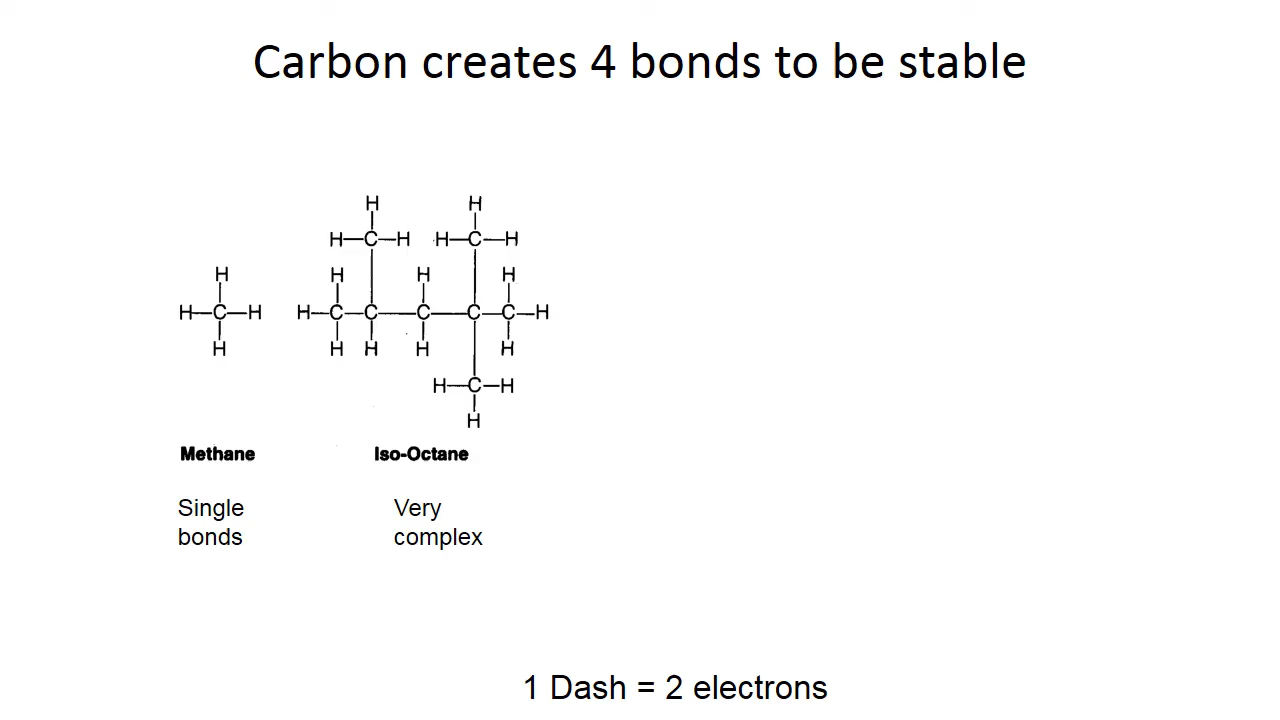 Carbon creates 4 bonds to be stable
H H
H—C—H H—C—H
H H H H
H—C—H H—C—C—C—C—C—H
H H H H H
H—C—H
H
Methane Iso-Octane
Single Very
bonds complex
1 Dash = 2 electrons